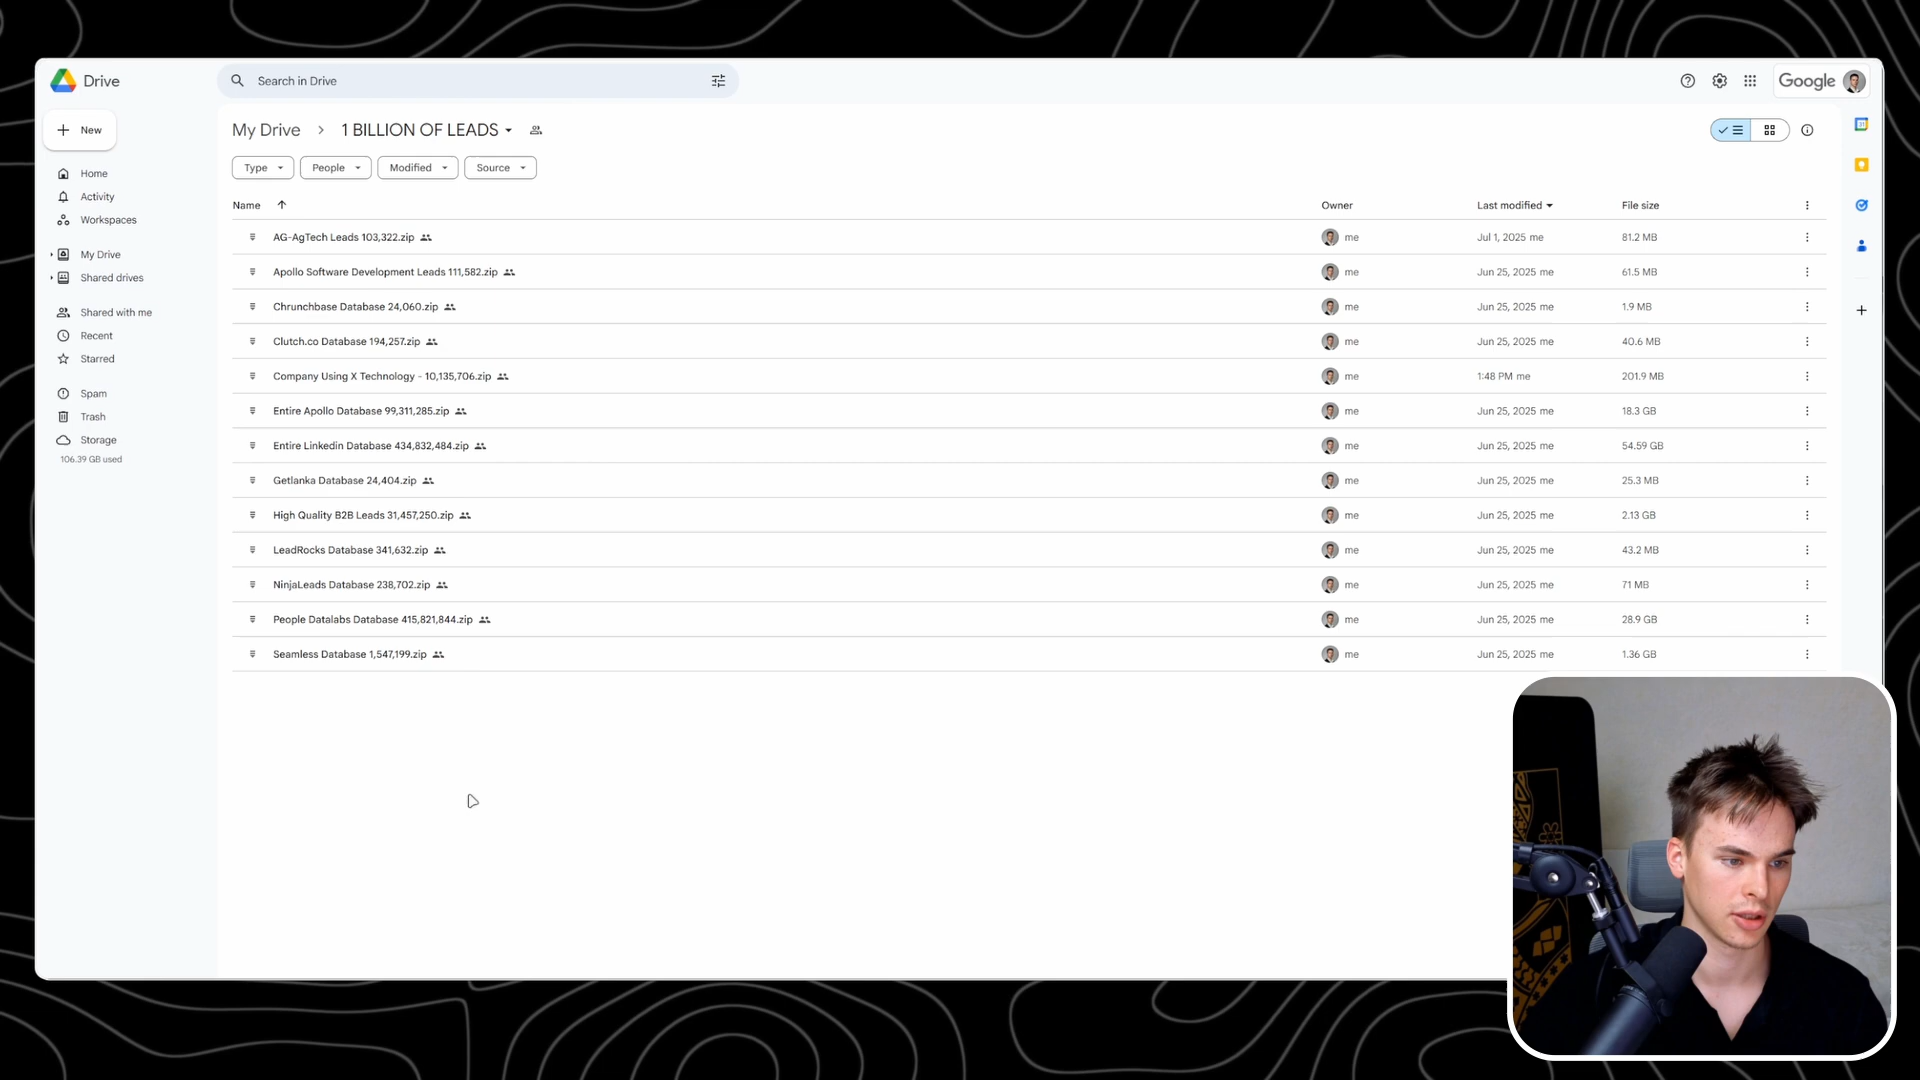 Drive
Search in Drive
Google
New
My Drive > 1 BILLION OF LEADS
Type
People
Modified
Source
Home
Activity
Workspaces
My Drive
Shared drives
Shared with me
Recent
Starred
Spam
Trash
Storage
106.39 GB used
Name Owner Last modified File size
AG-AgTech Leads 103,322.zip me Jul 1, 2025 me 81.2 MB
Apollo Software Development Leads 111,582.zip me Jun 25, 2025 me 61.5 MB
Chrunchbase Database 24,060.zip me Jun 25, 2025 me 1.9 MB
Clutch.co Database 194,257.zip me Jun 25, 2025 me 40.6 MB
Company Using X Technology - 10,135,706.zip me 1:48 PM me 201.9 MB
Entire Apollo Database 99,311,285.zip me Jun 25, 2025 me 18.3 GB
Entire Linkedin Database 434,832,484.zip me Jun 25, 2025 me 54.59 GB
Getlanka Database 24,404.zip me Jun 25, 2025 me 25.3 MB
High Quality B2B Leads 31,457,250.zip me Jun 25, 2025 me 2.13 GB
LeadRocks Database 341,632.zip me Jun 25, 2025 me 43.2 MB
NinjaLeads Database 238,702.zip me Jun 25, 2025 me 71 MB
People Datalabs Database 415,821,844.zip me Jun 25, 2025 me 28.9 GB
Seamless Database 1,547,199.zip me Jun 25, 2025 me 1.36 GB